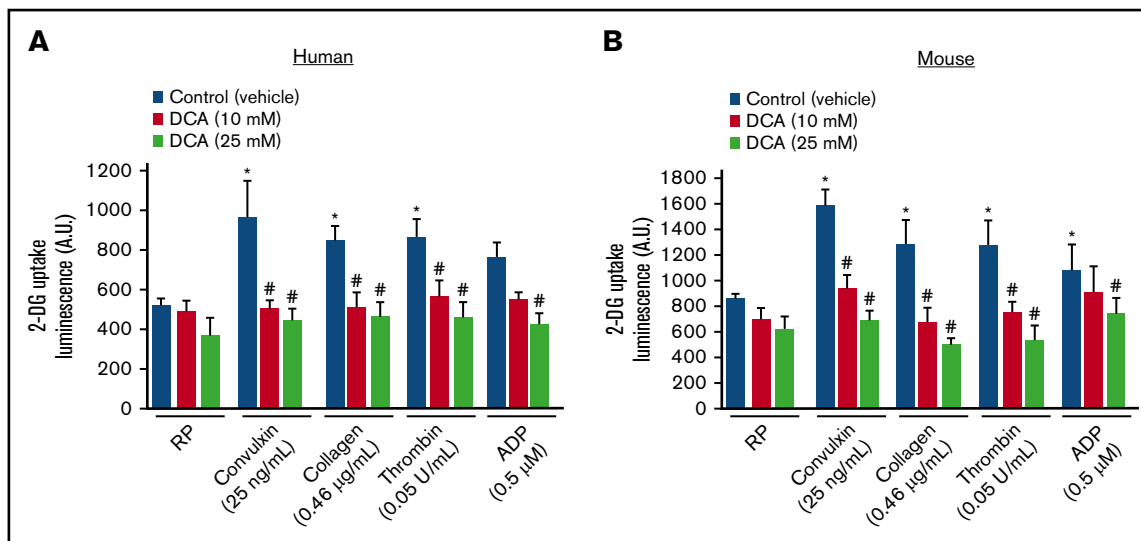 A
Human
Control (vehicle)
DCA (10 mM)
DCA (25 mM)
2-DG uptake
luminescence (A.U.)
1200
1000
800
600
400
200
0
*
# #
*
# #
*
# #
#
RP
Convulxin
(25 ng/mL)
Collagen
(0.46 µg/mL)
Thrombin
(0.05 U/mL)
ADP
(0.5 µM)
B
Mouse
Control (vehicle)
DCA (10 mM)
DCA (25 mM)
2-DG uptake
luminescence (A.U.)
1800
1600
1400
1200
1000
800
600
400
200
0
*
# #
*
# #
*
# #
*
#
RP
Convulxin
(25 ng/mL)
Collagen
(0.46 µg/mL)
Thrombin
(0.05 U/mL)
ADP
(0.5 µM)